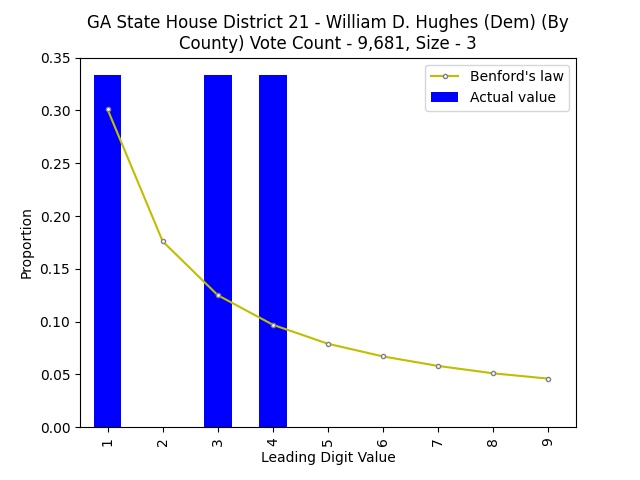 GA State House District 21 - William D. Hughes (Dem) (By
County) Vote Count - 9,681, Size - 3
Benford's law
Actual value
0.35
0.30
0.25
0.20
0.15
0.10
0.05
0.00
Proportion
1 2 3 4 5 6 7 8 9
Leading Digit Value